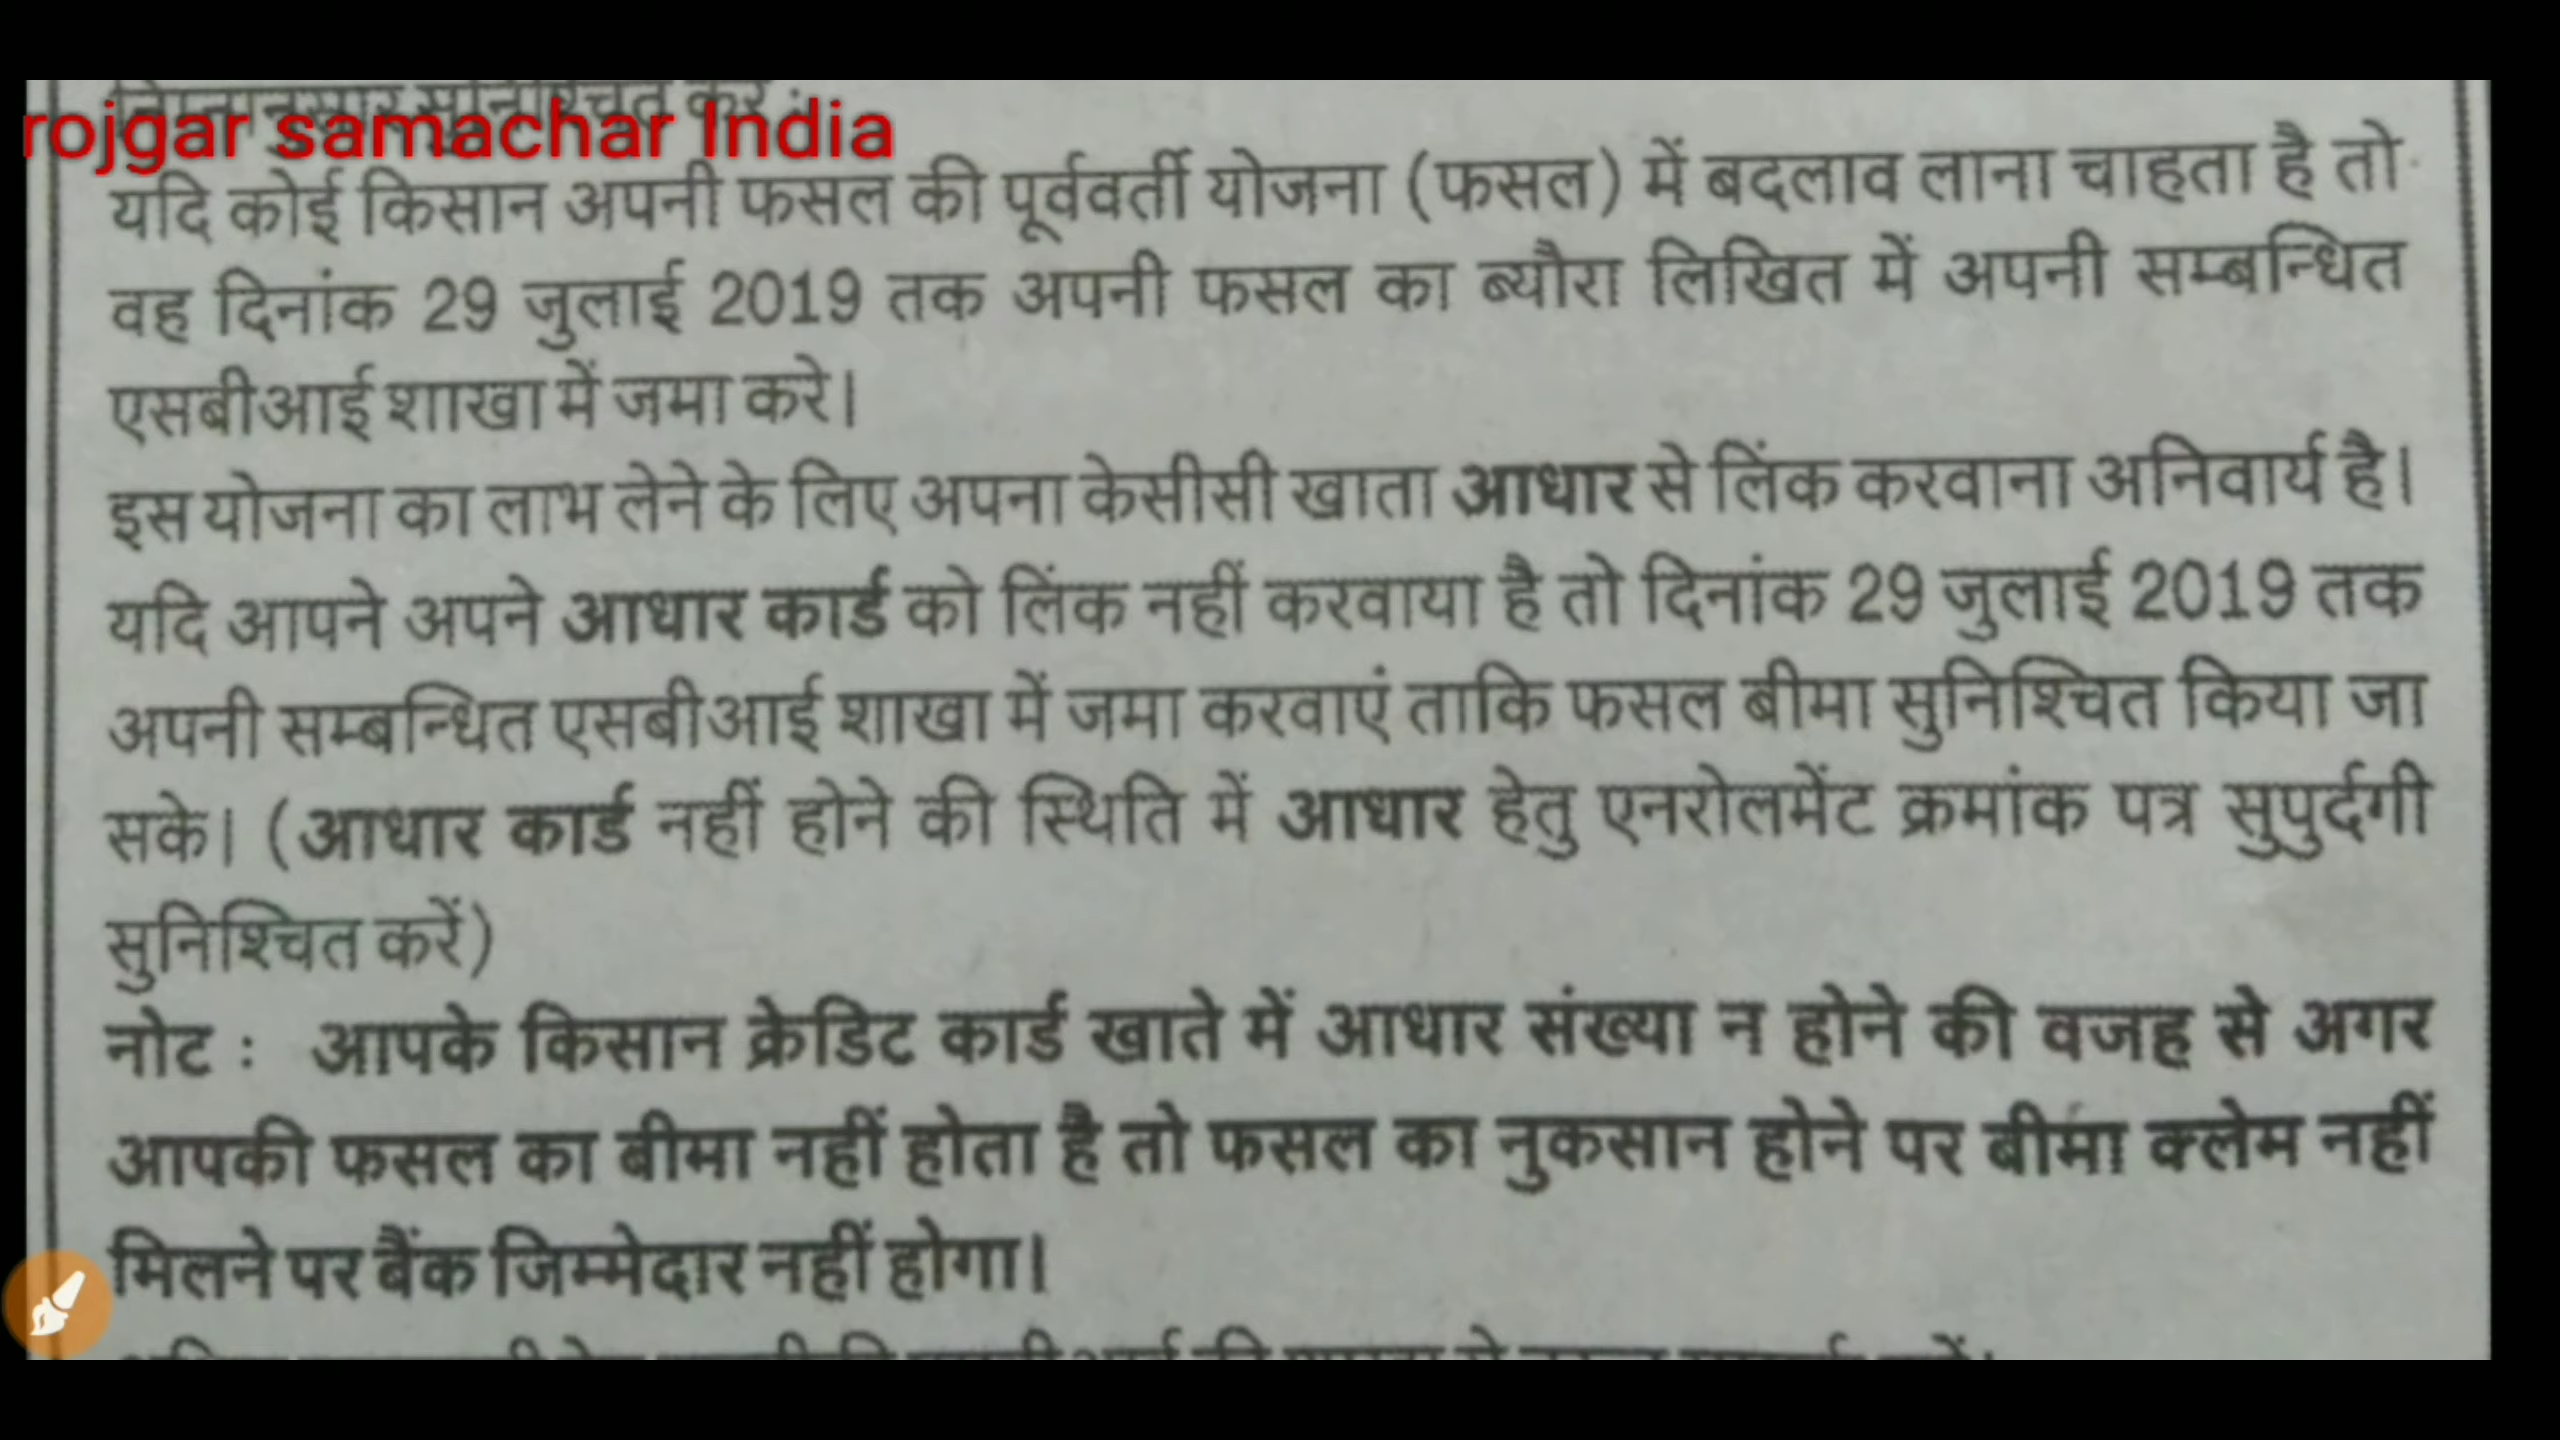 निम्नानुसार सुनिश्चित करें :
rojgar samachar India
यदि कोई किसान अपनी फसल की पूर्ववर्ती योजना (फसल) में बदलाव लाना चाहता है तो
वह दिनांक 29 जुलाई 2019 तक अपनी फसल का ब्यौरा लिखित में अपनी सम्बन्धित
एसबीआई शाखा में जमा करे।
इस योजना का लाभ लेने के लिए अपना केसीसी खाता आधार से लिंक करवाना अनिवार्य है।
यदि आपने अपने आधार कार्ड को लिंक नहीं करवाया है तो दिनांक 29 जुलाई 2019 तक
अपनी सम्बन्धित एसबीआई शाखा में जमा करवाएं ताकि फसल बीमा सुनिश्चित किया जा
सके। (आधार कार्ड नहीं होने की स्थिति में आधार हेतु एनरोलमेंट क्रमांक पत्र सुपुर्दगी
सुनिश्चित करें)
नोट : आपके किसान क्रेडिट कार्ड खाते में आधार संख्या न होने की वजह से अगर
आपकी फसल का बीमा नहीं होता है तो फसल का नुकसान होने पर बीमा क्लेम नहीं
मिलने पर बैंक जिम्मेदार नहीं होगा।